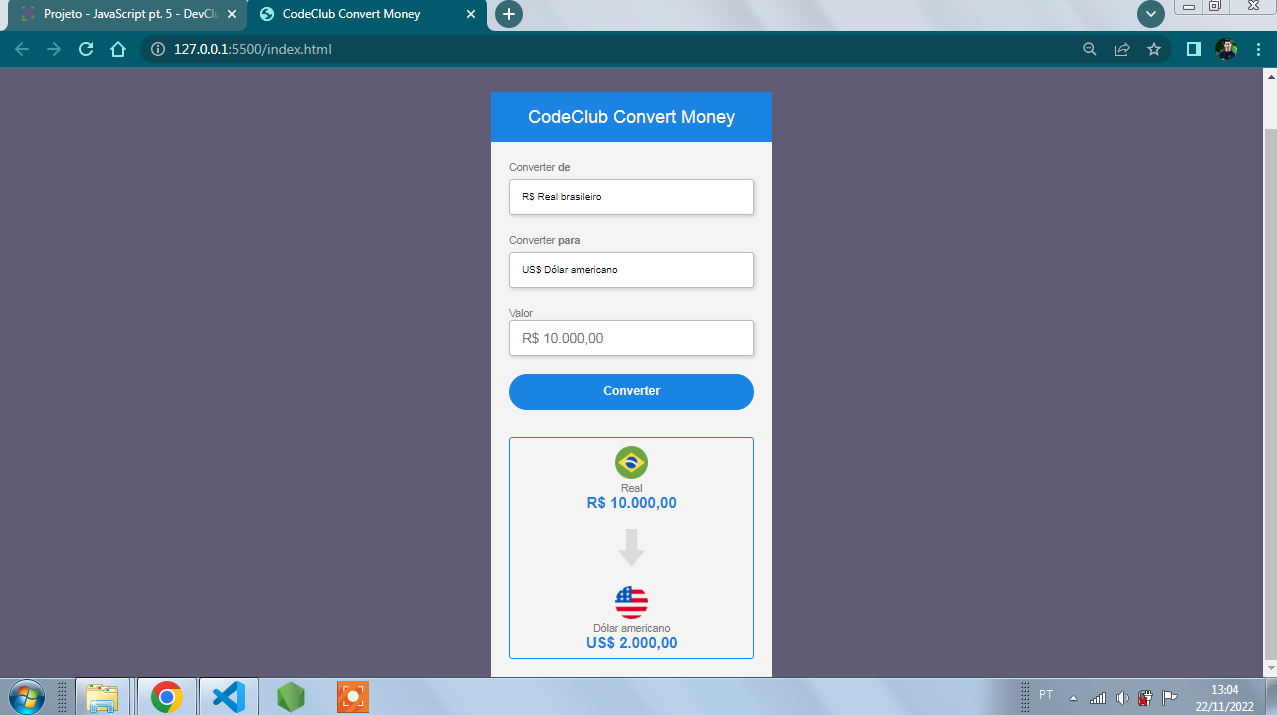 Projeto - JavaScript pt. 5 - DevClu
CodeClub Convert Money
127.0.0.1:5500/index.html
CodeClub Convert Money
Converter de
R$ Real brasileiro
Converter para
US$ Dólar americano
Valor
R$ 10.000,00
Converter
Real
R$ 10.000,00
Dólar americano
US$ 2.000,00
PT
13:04
22/11/2022